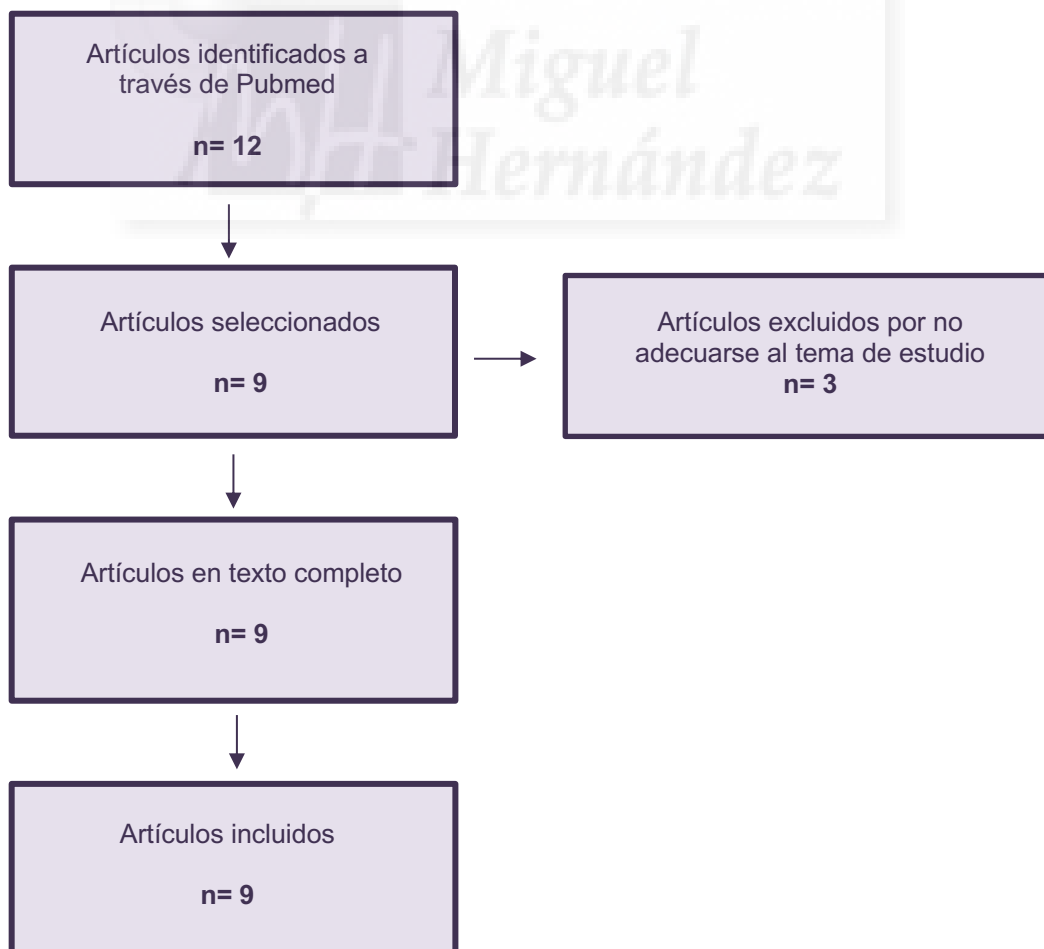 Miguel
Hernández
Artículos identificados a
través de Pubmed
n= 12
Artículos seleccionados
n= 9
Artículos excluidos por no
adecuarse al tema de estudio
n= 3
Artículos en texto completo
n= 9
Artículos incluidos
n= 9